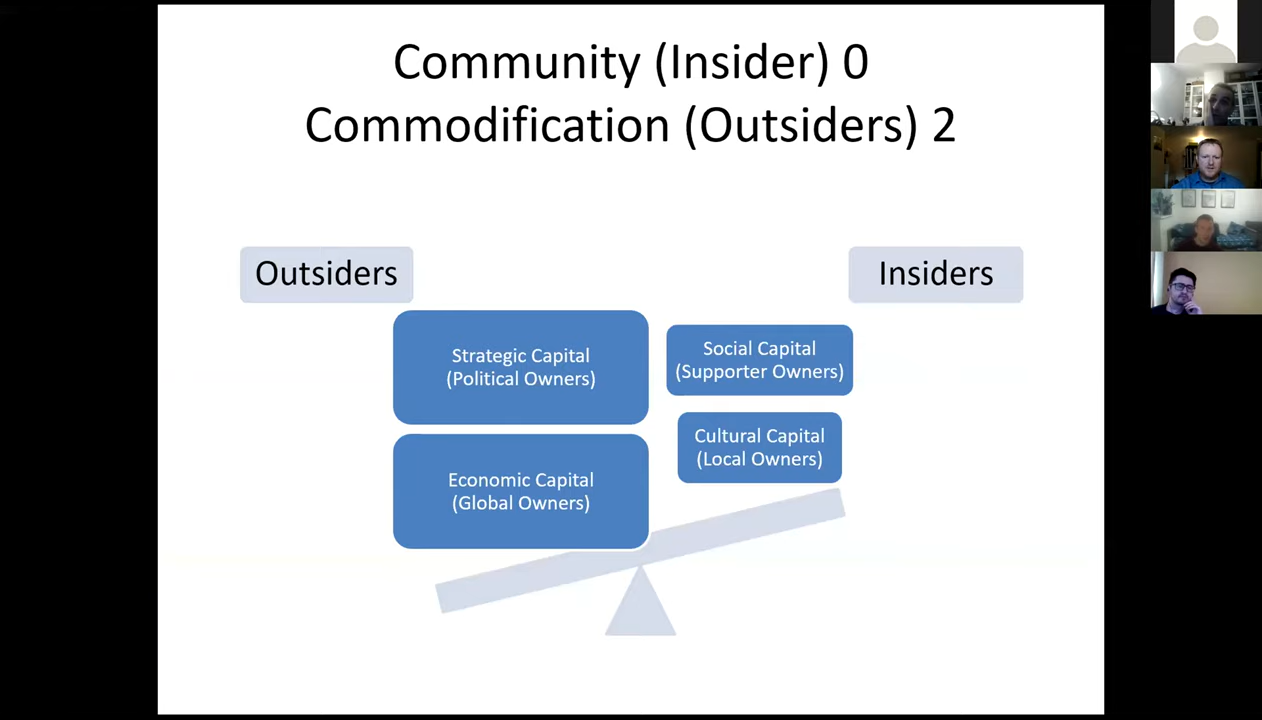 Community (Insider) 0
Commodification (Outsiders) 2
Outsiders
Insiders
Strategic Capital
(Political Owners)
Social Capital
(Supporter Owners)
Economic Capital
(Global Owners)
Cultural Capital
(Local Owners)